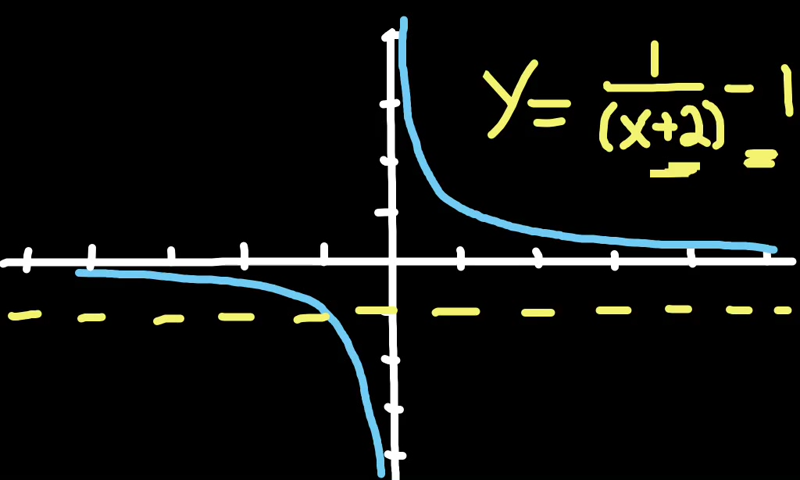 y = 1/(x+2) - 1